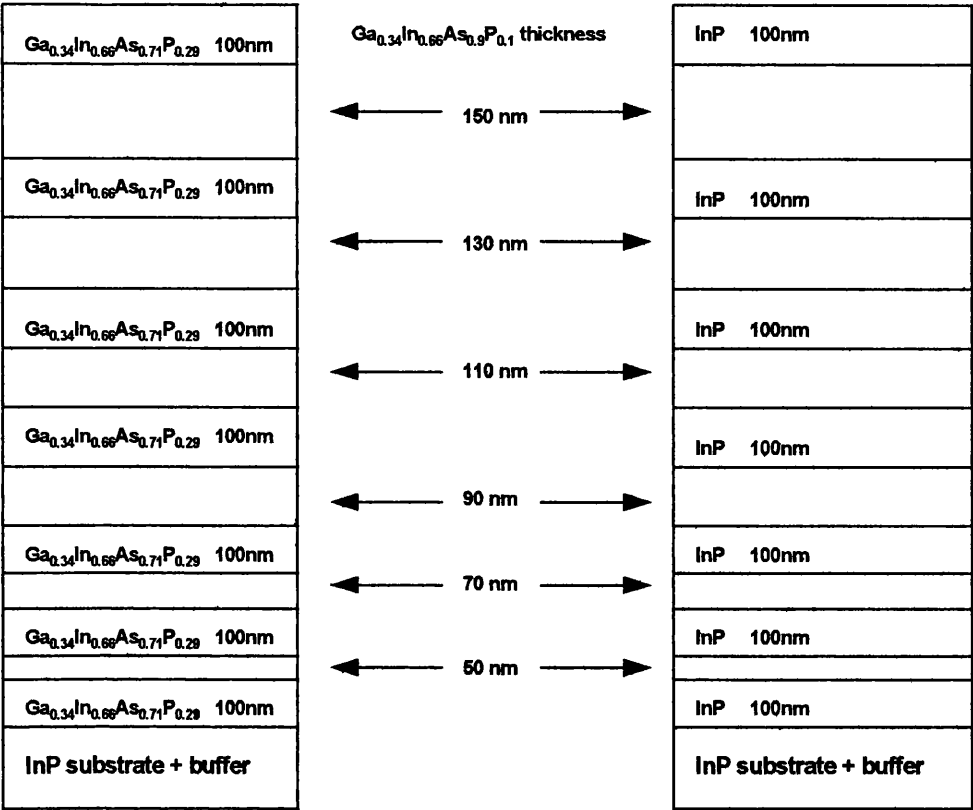 Ga0.34In0.66As0.71P0.29 100nm
Ga0.34In0.66As0.9P0.1 thickness
InP 100nm
150 nm
Ga0.34In0.66As0.71P0.29 100nm
InP 100nm
130 nm
Ga0.34In0.66As0.71P0.29 100nm
InP 100nm
110 nm
Ga0.34In0.66As0.71P0.29 100nm
InP 100nm
90 nm
Ga0.34In0.66As0.71P0.29 100nm
InP 100nm
70 nm
Ga0.34In0.66As0.71P0.29 100nm
InP 100nm
50 nm
Ga0.34In0.66As0.71P0.29 100nm
InP 100nm
InP substrate + buffer
InP substrate + buffer